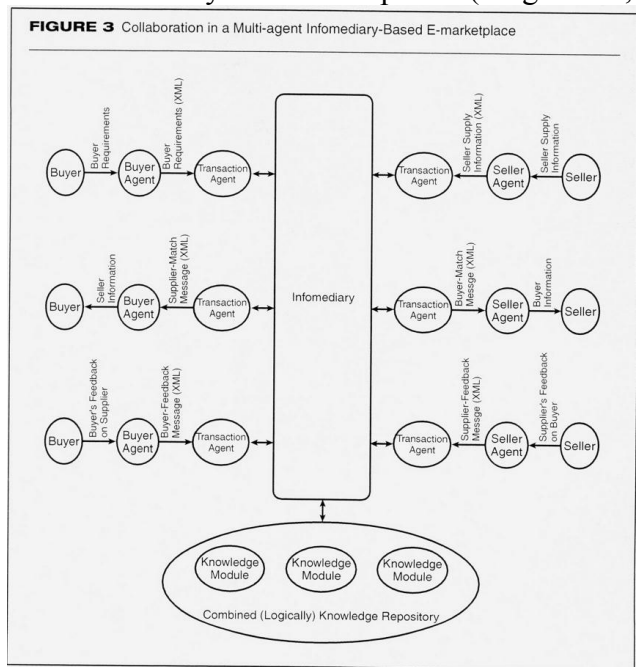 FIGURE 3 Collaboration in a Multi-agent Infomediary-Based E-marketplace
Buyer
Buyer
Requirements
Buyer
Agent
Buyer
Requirements (XML)
Transaction
Agent
Infomediary
Transaction
Agent
Seller Supply
Information (XML)
Seller
Agent
Seller Supply
Information
Seller
Buyer
Seller
Information
Buyer
Agent
Supplier-Match
Message (XML)
Transaction
Agent
Transaction
Agent
Buyer-Match
Messge (XML)
Seller
Agent
Buyer
Information
Seller
Buyer
Buyer's Feedback
on Supplier
Buyer
Agent
Buyer-Feedback
Message (XML)
Transaction
Agent
Transaction
Agent
Supplier-Feedback
Messge (XML)
Seller
Agent
Supplier's Feedback
on Buyer
Seller
Knowledge
Module
Knowledge
Module
Knowledge
Module
Combined (Logically) Knowledge Repository